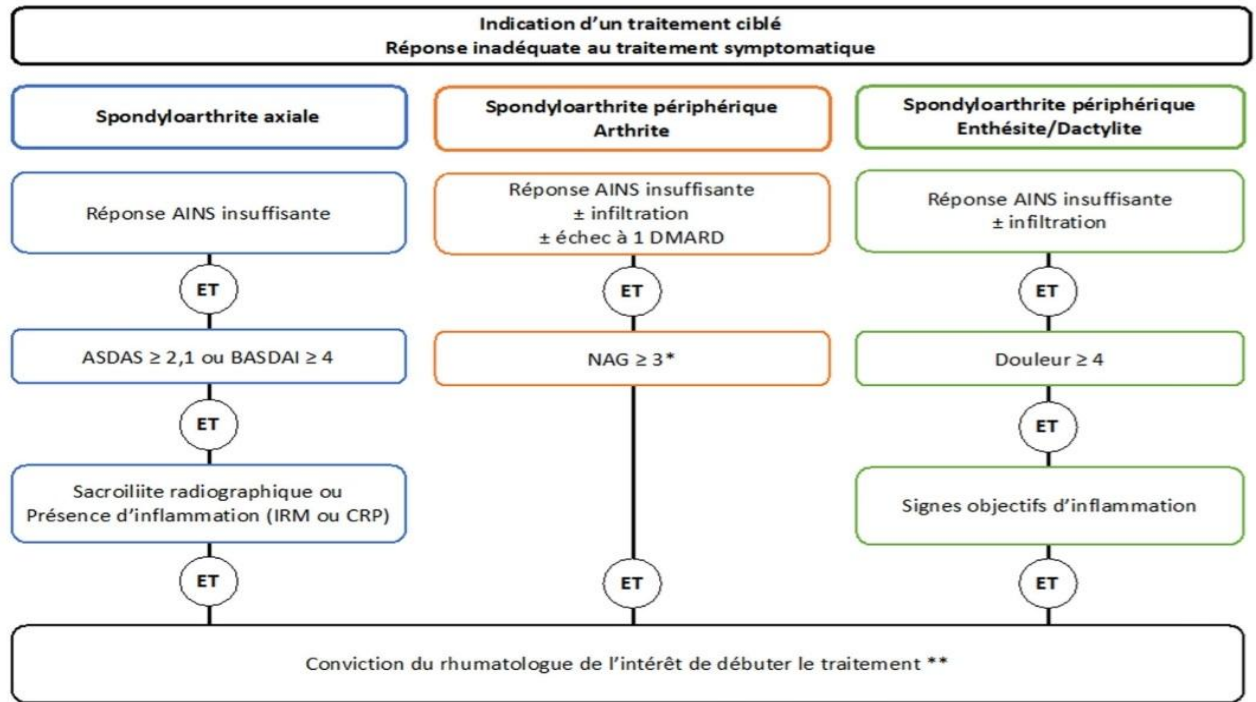 Indication d’un traitement ciblé
Réponse inadéquate au traitement symptomatique
Spondyloarthrite axiale
Spondyloarthrite périphérique
Arthrite
Spondyloarthrite périphérique
Enthésite/Dactylite
Réponse AINS insuffisante
Réponse AINS insuffisante
± infiltration
± échec à 1 DMARD
Réponse AINS insuffisante
± infiltration
ET
ET
ET
ASDAS ≥ 2,1 ou BASDAI ≥ 4
NAG ≥ 3*
Douleur ≥ 4
ET
ET
Sacroiliite radiographique ou
Présence d’inflammation (IRM ou CRP)
Signes objectifs d’inflammation
ET
ET
ET
Conviction du rhumatologue de l’intérêt de débuter le traitement **